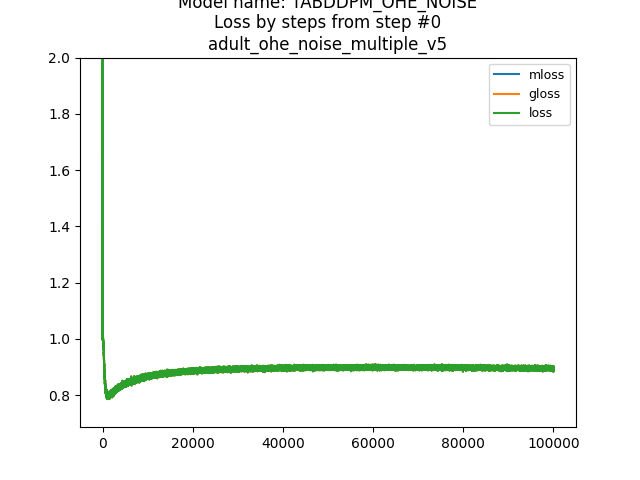 Model name: TABDDPM_OHE_NOISE
Loss by steps from step #0
adult_ohe_noise_multiple_v5
mloss
gloss
loss
2.0
1.8
1.6
1.4
1.2
1.0
0.8
0
20000
40000
60000
80000
100000